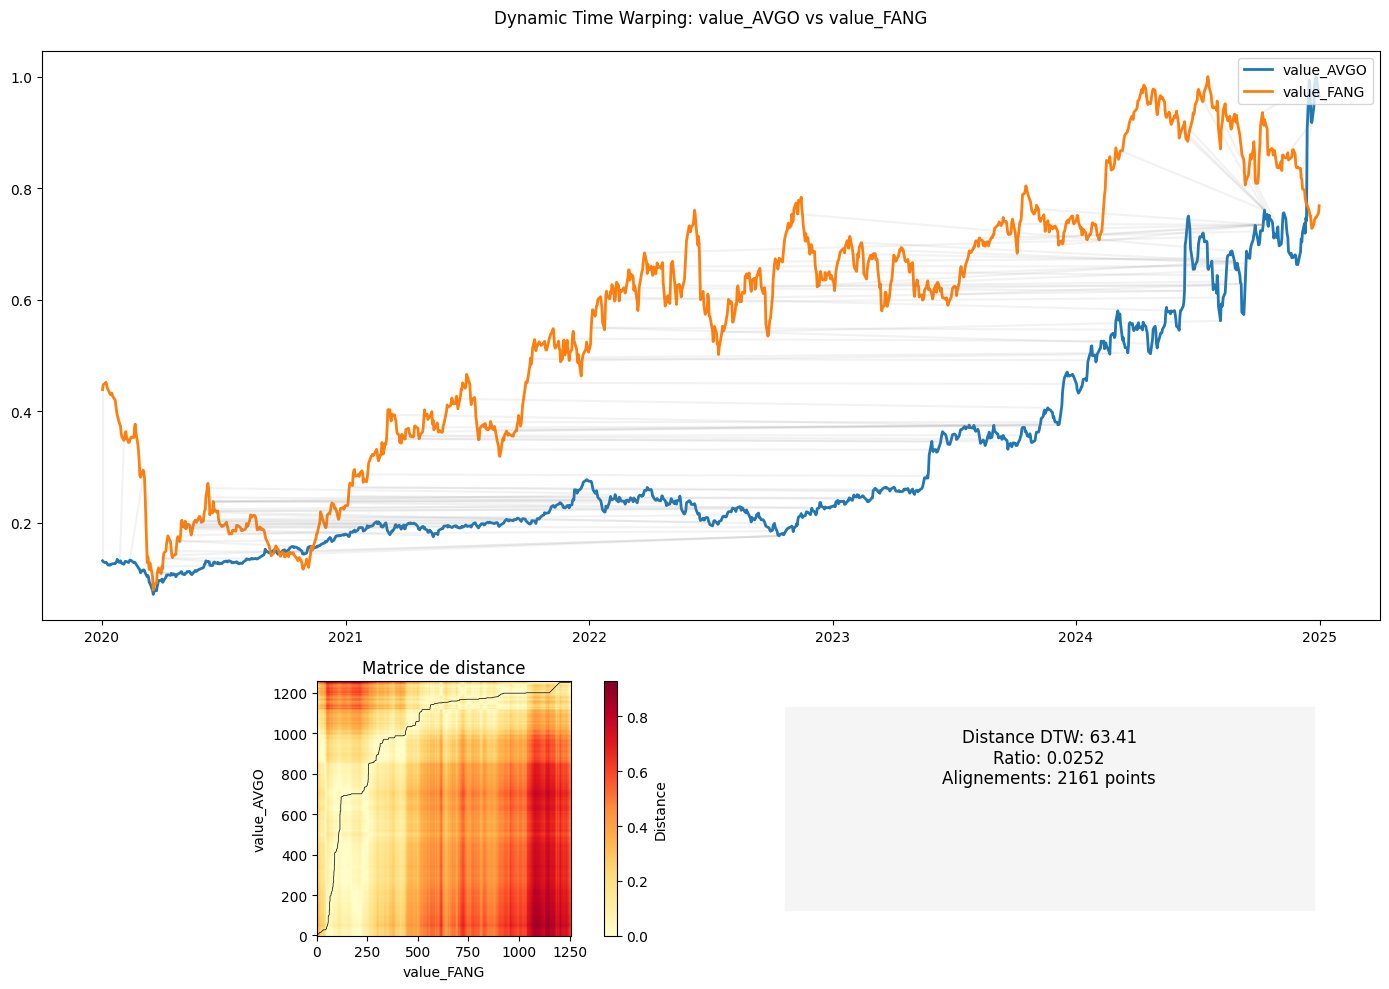 Dynamic Time Warping: value_AVGO vs value_FANG
value_AVGO
value_FANG
1.0
0.8
0.6
0.4
0.2
2020 2021 2022 2023 2024 2025
Matrice de distance
value_AVGO
1200
1000
800
600
400
200
0
0 250 500 750 1000 1250
value_FANG
0.8
0.6
0.4
0.2
0.0
Distance
Distance DTW: 63.41
Ratio: 0.0252
Alignements: 2161 points